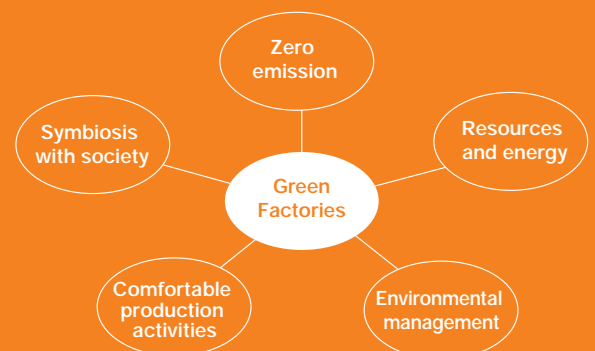 Zero
emission
Symbiosis
with society
Resources
and energy
Green
Factories
Comfortable
production
activities
Environmental
management